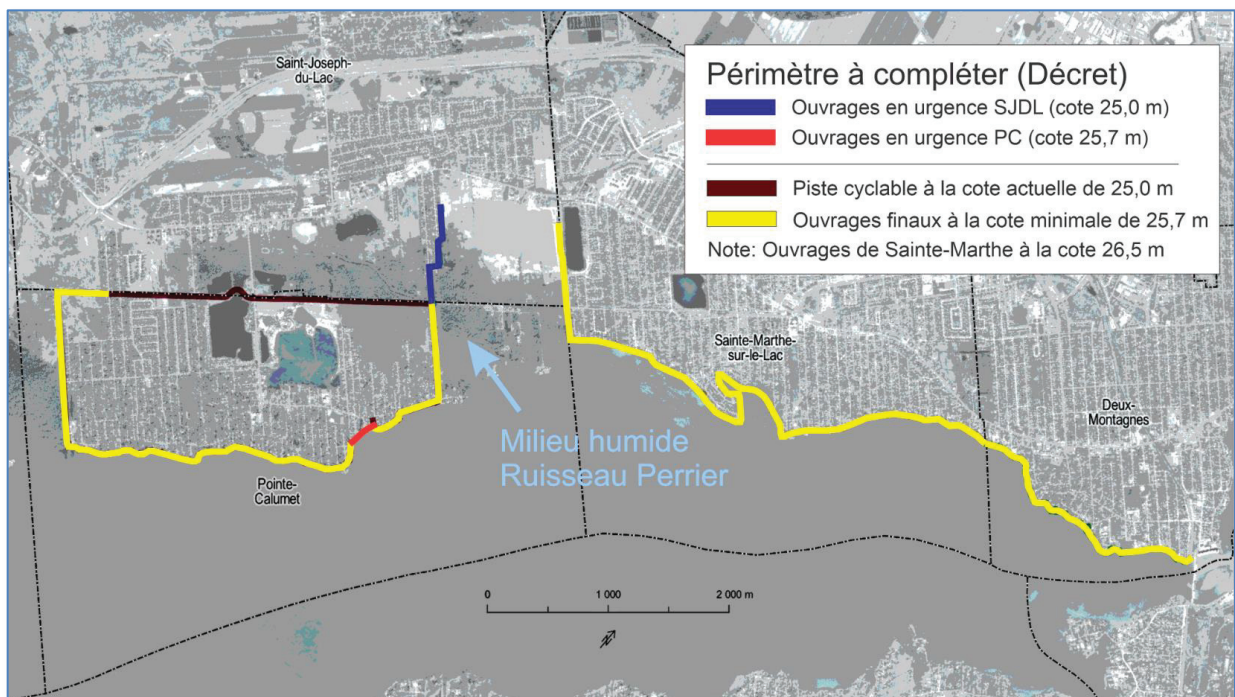 Saint-Joseph-
du-Lac
Périmètre à compléter (Décret)
Ouvrages en urgence SJDL (cote 25,0 m)
Ouvrages en urgence PC (cote 25,7 m)
Piste cyclable à la cote actuelle de 25,0 m
Ouvrages finaux à la cote minimale de 25,7 m
Note: Ouvrages de Sainte-Marthe à la cote 26,5 m
Sainte-Marthe-
sur-le-Lac
Deux-
Montagnes
Milieu humide
Ruisseau Perrier
Pointe-
Calumet
0 1 000 2 000 m
N